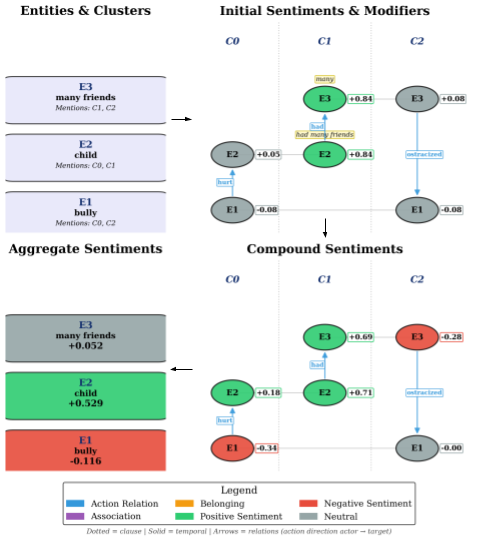 Entities & Clusters
E3
many friends
Mentions: C1, C2
E2
child
Mentions: C0, C1
E1
bully
Mentions: C0, C2
Initial Sentiments & Modifiers
C0
C1
C2
many
E3
+0.84
E3
+0.08
had
had many friends
E2
+0.05
E2
+0.84
ostracized
hurt
E1
-0.08
E1
-0.08
Aggregate Sentiments
E3
many friends
+0.052
E2
child
+0.529
E1
bully
-0.116
Compound Sentiments
C0
C1
C2
E3
+0.69
E3
-0.28
had
E2
+0.18
E2
+0.71
ostracized
hurt
E1
-0.34
E1
-0.00
Legend
Action Relation
Belonging
Negative Sentiment
Association
Positive Sentiment
Neutral
Dotted = clause | Solid = temporal | Arrows = relations (action direction actor → target)